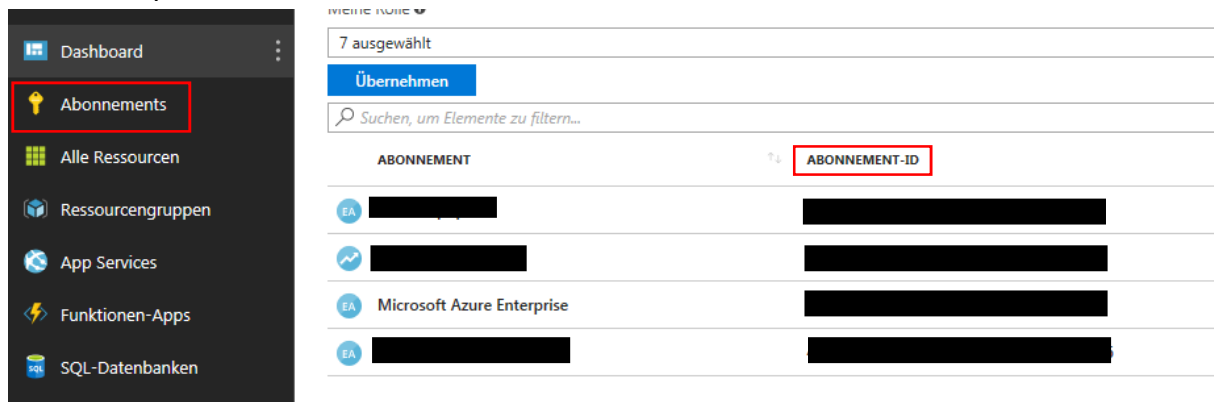 Meine Rolle
Dashboard
7 ausgewählt
Übernehmen
Abonnements
Suchen, um Elemente zu filtern...
Alle Ressourcen
ABONNEMENT
ABONNEMENT-ID
Ressourcengruppen
EA
App Services
EA
Microsoft Azure Enterprise
Funktionen-Apps
EA
SQL
SQL-Datenbanken